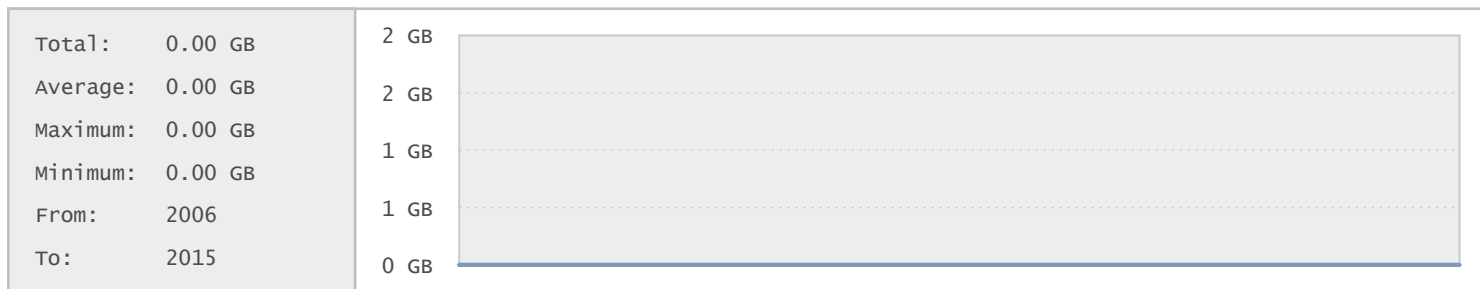 Total: 0.00 GB
Average: 0.00 GB
Maximum: 0.00 GB
Minimum: 0.00 GB
From: 2006
To: 2015
2 GB
2 GB
1 GB
1 GB
0 GB